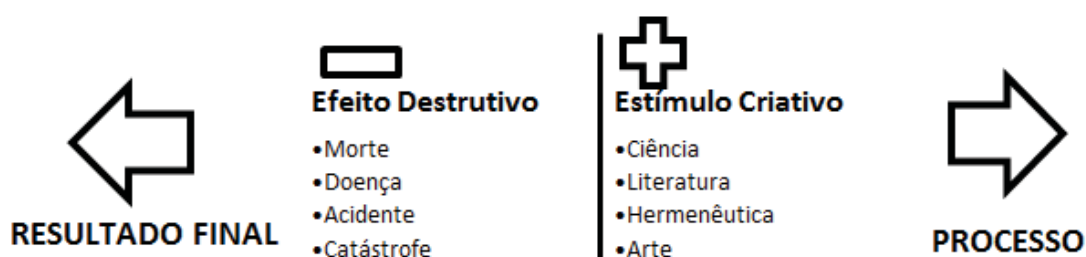 Efeito Destrutivo
•Morte
•Doença
•Acidente
•Catástrofe
Estímulo Criativo
•Ciência
•Literatura
•Hermenêutica
•Arte
RESULTADO FINAL
PROCESSO